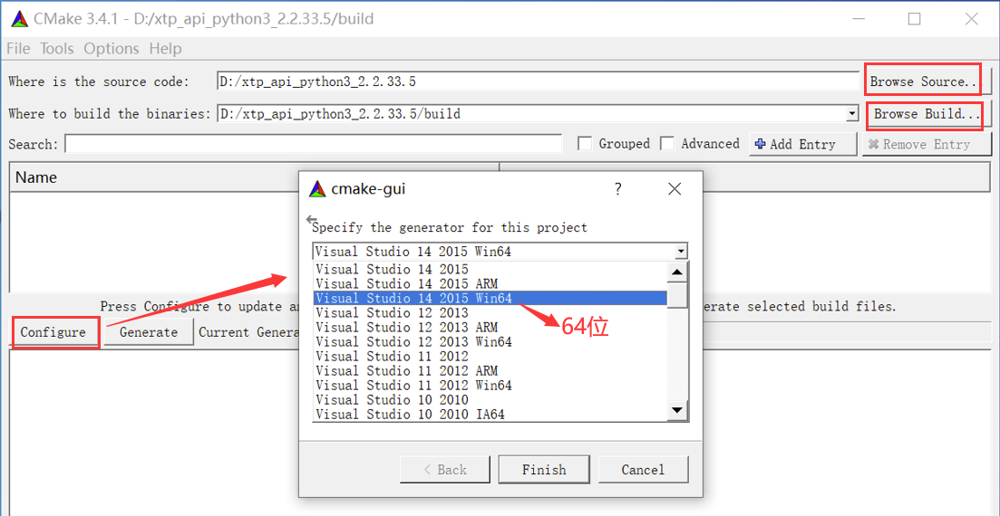 CMake 3.4.1 - D:/xtp_api_python3_2.2.33.5/build
File Tools Options Help
Where is the source code: D:/xtp_api_python3_2.2.33.5 Browse Source...
Where to build the binaries: D:/xtp_api_python3_2.2.33.5/build Browse Build...
Search: Grouped Advanced Add Entry Remove Entry
Name
cmake-gui
Specify the generator for this project
Visual Studio 14 2015 Win64
Visual Studio 14 2015
Visual Studio 14 2015 ARM
Visual Studio 14 2015 Win64
Visual Studio 12 2013
Visual Studio 12 2013 ARM
Visual Studio 12 2013 Win64
Visual Studio 11 2012
Visual Studio 11 2012 ARM
Visual Studio 11 2012 Win64
Visual Studio 10 2010
Visual Studio 10 2010 IA64
64位
< Back Finish Cancel
Press Configure to update erate selected build files.
Configure Generate Current Genera